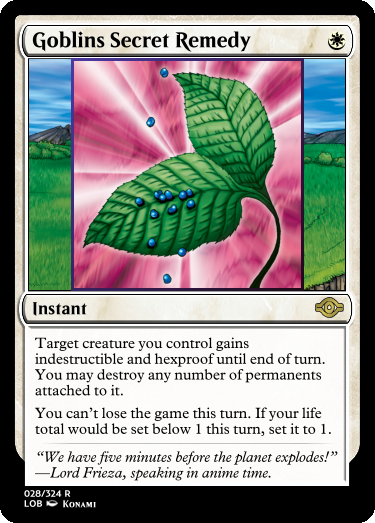 Goblins Secret Remedy
Instant
Target creature you control gains
indestructible and hexproof until end of turn.
You may destroy any number of permanents
attached to it.
You can’t lose the game this turn. If your life
total would be set below 1 this turn, set it to 1.
“We have five minutes before the planet explodes!”
—Lord Frieza, speaking in anime time.
028/324 R
LOB Konami